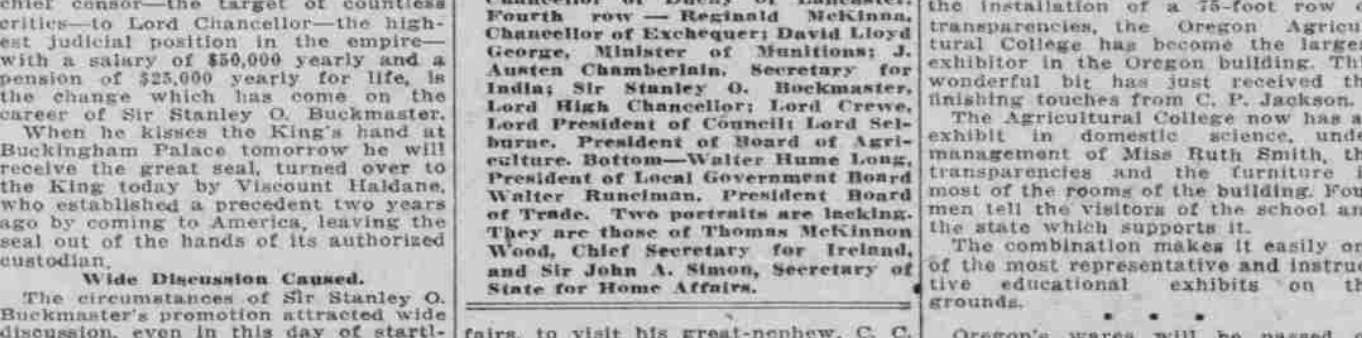 chief censor—the target of countless
critics—to Lord Chancellor—the high-
est judicial position in the empire—
with a salary of $50,000 yearly and a
pension of $25,000 yearly for life, is
the change which has come on the
career of Sir Stanley O. Buckmaster.
When he kisses the King's hand at
Buckingham Palace tomorrow he will
receive the great seal, turned over to
the King today by Viscount Haldane,
who established a precedent two years
ago by coming to America, leaving the
seal out of the hands of its authorized
custodian.
Wide Discussion Caused.
The circumstances of Sir Stanley O.
Buckmaster's promotion attracted wide
discussion, even in this day of startl-
Chancellor of Duchy of Lancaster.
Fourth row — Reginald McKinna,
Chancellor of Exchequer; David Lloyd
George, Minister of Munitions; J.
Austen Chamberlain, Secretary for
India; Sir Stanley O. Bockmaster,
Lord High Chancellor; Lord Crewe,
Lord President of Council; Lord Sel-
burne, President of Board of Agri-
culture. Bottom—Walter Hume Long,
President of Local Government Board
Walter Runciman, President Board
of Trade. Two portraits are lacking.
They are those of Thomas McKinnon
Wood, Chief Secretary for Ireland,
and Sir John A. Simon, Secretary of
State for Home Affairs.
fairs, to visit his great-nephew, C. C.
the installation of a 75-foot row
transparencies, the Oregon Agricu
tural College has become the large
exhibitor in the Oregon building. Thi
wonderful bit has just received th
finishing touches from C. P. Jackson.
The Agricultural College now has a
exhibit in domestic science, unde
management of Miss Ruth Smith, th
transparencies and the furniture i
most of the rooms of the building. Fou
men tell the visitors of the school an
the state which supports it.
The combination makes it easily on
of the most representative and instruc
tive educational exhibits on th
grounds.
* * *
Oregon's wares will be passed